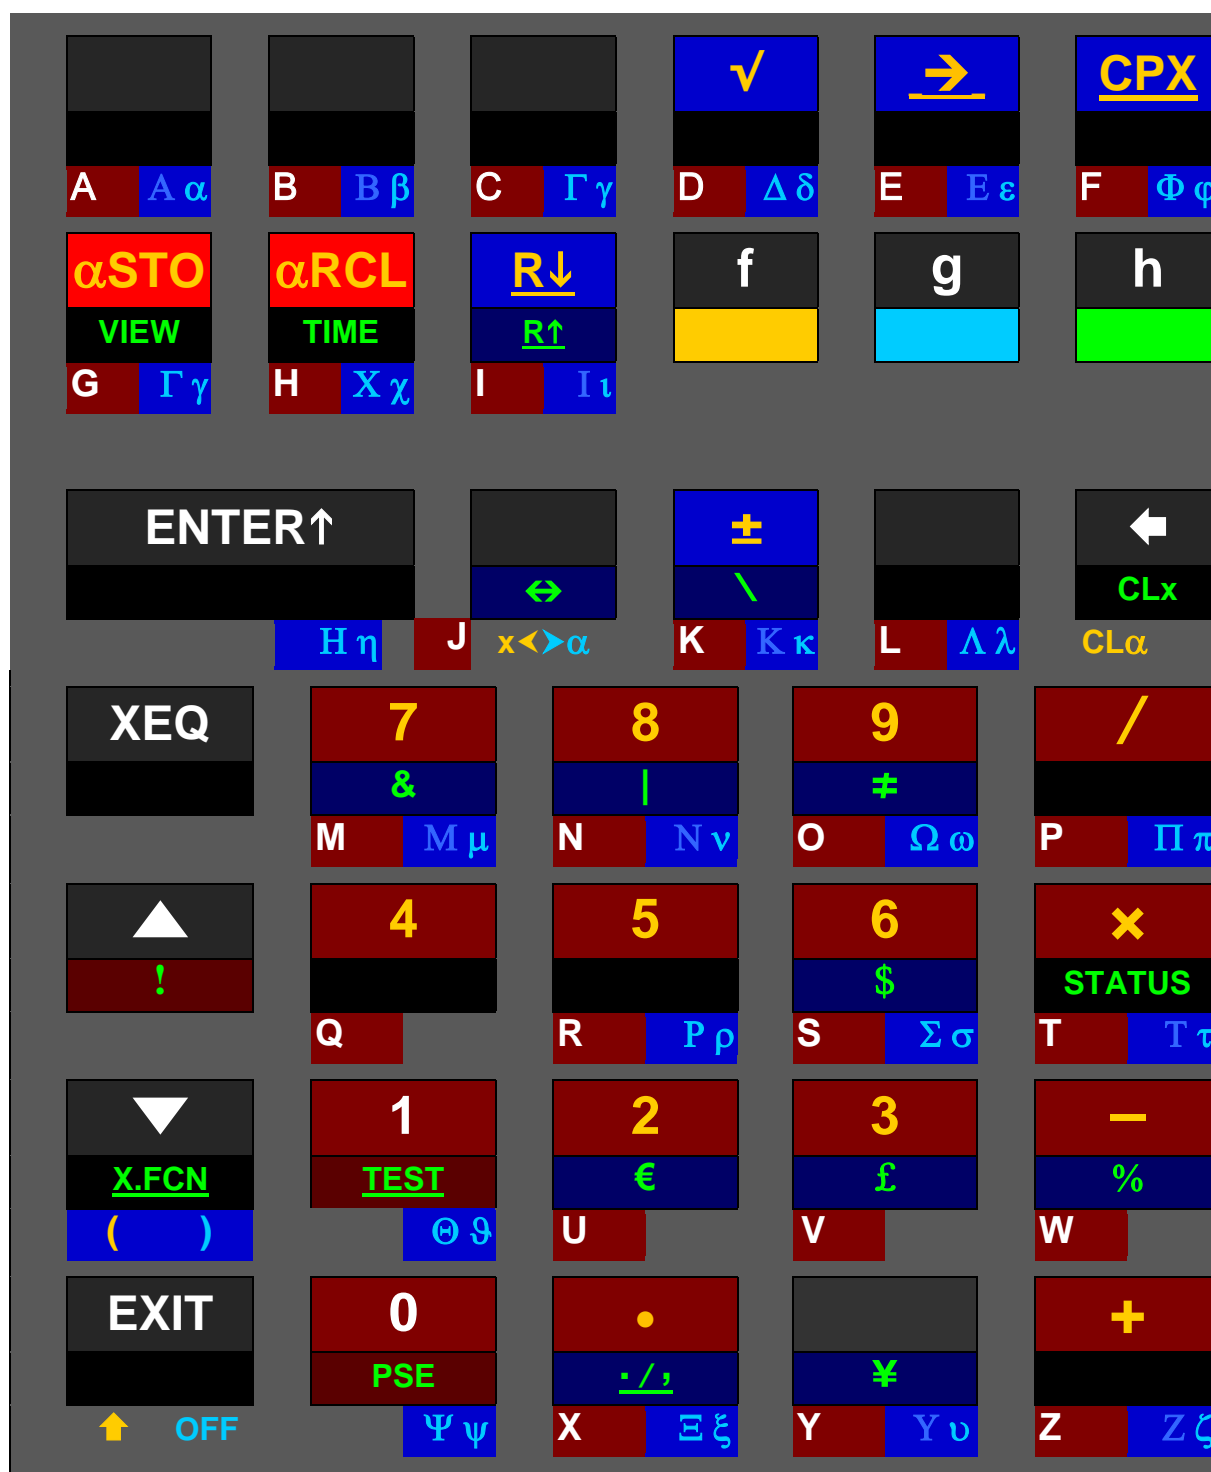 √ → CPX
A Α α B Β β C Γ γ D Δ δ E Ε ε F Φ φ
αSTO αRCL R↓ f g h
VIEW TIME R↑
G Γ γ H Χ χ I Ι ι
ENTER↑ ± 🡄
↔ \ CLx
Η η J x<>α K Κ κ L Λ λ CLα
XEQ 7 8 9 /
& | ≠
M Μ μ N Ν ν O Ω ω P Π π
▲ 4 5 6 ×
! $ STATUS
Q R Ρ ρ S Σ σ T Τ τ
▼ 1 2 3 −
X.FCN TEST € £ %
( ) Θ ϑ U V W
EXIT 0 • +
PSE ./, ¥
🡅 OFF Ψ ψ X Ξ ξ Y Υ υ Z Ζ ζ